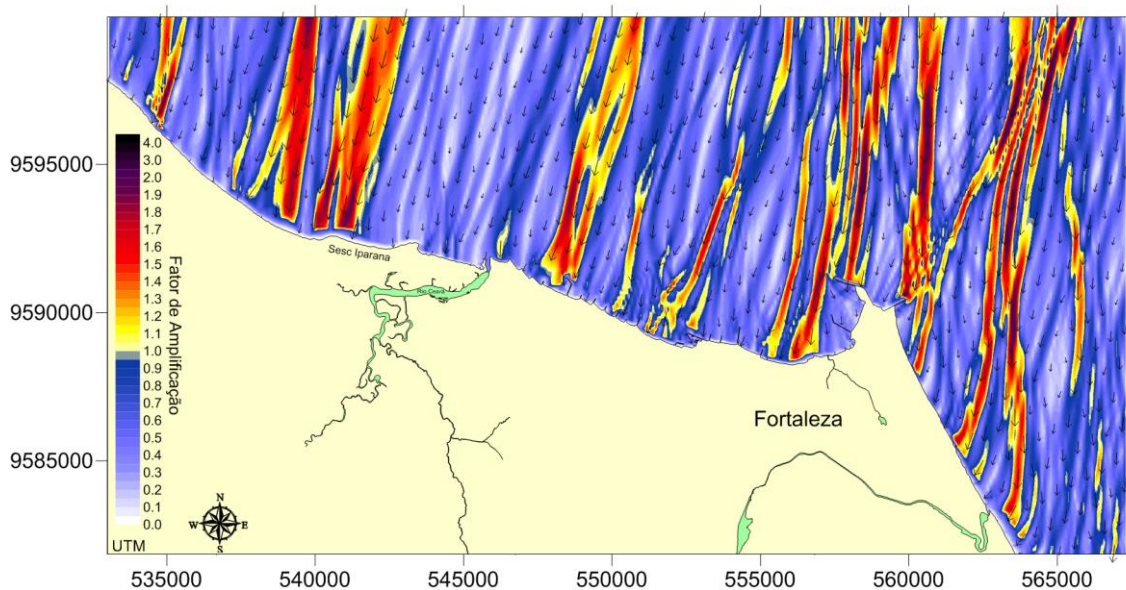 9595000
9590000
9585000
4.0
3.0
2.0
1.9
1.8
1.7
1.6
1.5
1.4
1.3
1.2
1.1
1.0
0.9
0.8
0.7
0.6
0.5
0.4
0.3
0.2
0.1
0.0
Fator de Amplificação
Sesc Iparana
Rio Ceará
Fortaleza
N
W E
S
UTM
535000 540000 545000 550000 555000 560000 565000